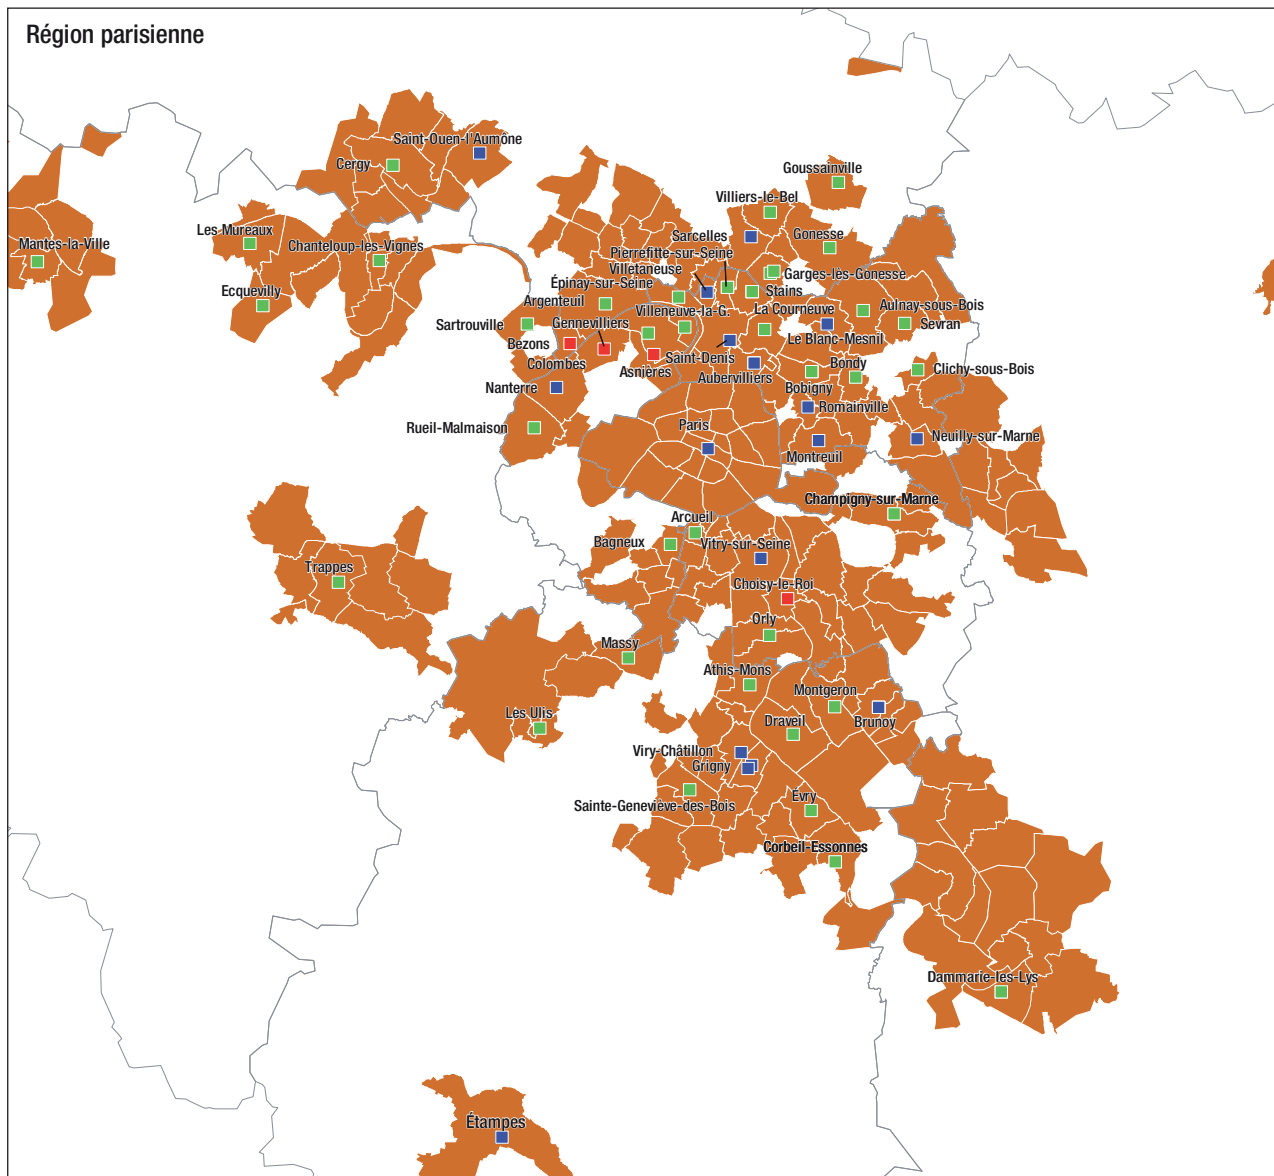 Région parisienne
Saint-Ouen-l'Aumône
Cergy
Goussainville
Villiers-le-Bel
Les Mureaux
Sarcelles
Gonesse
Mantes-la-Ville
Chanteloup-les-Vignes
Pierrefitte-sur-Seine
Villetaneuse
Garges-lès-Gonesse
Épinay-sur-Seine
Ecquevilly
Stains
Argenteuil
Villeneuve-la-G.
La Courneuve
Aulnay-sous-Bois
Sartrouville
Gennevilliers
Sevran
Bezons
Le Blanc-Mesnil
Colombes
Saint-Denis
Asnières
Bondy
Clichy-sous-Bois
Aubervilliers
Nanterre
Bobigny
Romainville
Rueil-Malmaison
Paris
Neuilly-sur-Marne
Montreuil
Champigny-sur-Marne
Arcueil
Bagneux
Vitry-sur-Seine
Trappes
Choisy-le-Roi
Orly
Massy
Athis-Mons
Montgeron
Les Ulis
Draveil
Brunoy
Viry-Châtillon
Grigny
Évry
Sainte-Geneviève-des-Bois
Corbeil-Essonnes
Dammarie-les-Lys
Étampes